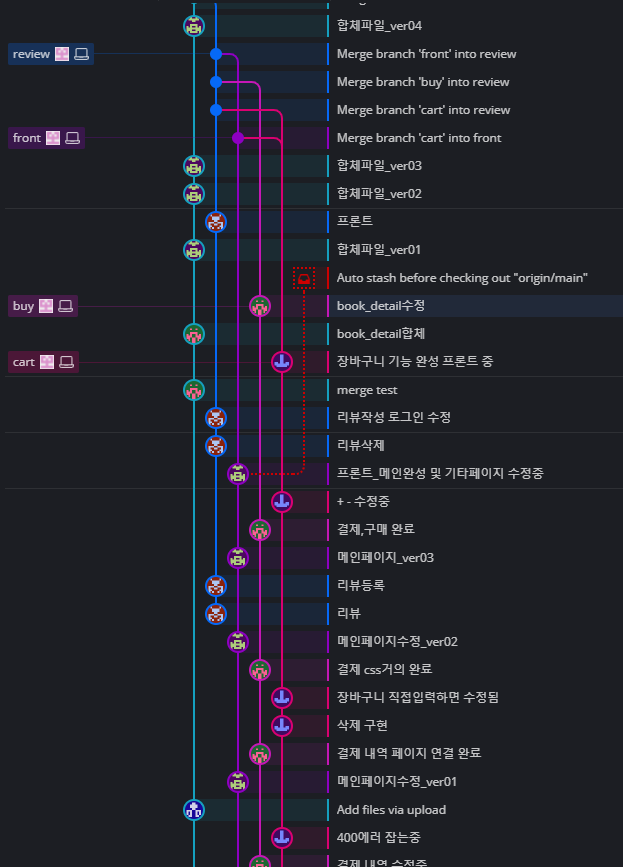 합체파일_ver04
review Merge branch 'front' into review
Merge branch 'buy' into review
Merge branch 'cart' into review
front Merge branch 'cart' into front
합체파일_ver03
합체파일_ver02
프론트
합체파일_ver01
Auto stash before checking out "origin/main"
buy book_detail수정
book_detail합체
cart 장바구니 기능 완성 프론트 중
merge test
리뷰작성 로그인 수정
리뷰삭제
프론트_메인완성 및 기타페이지 수정중
+ - 수정중
결제,구매 완료
메인페이지_ver03
리뷰등록
리뷰
메인페이지수정_ver02
결제 css거의 완료
장바구니 직접입력하면 수정됨
삭제 구현
결제 내역 페이지 연결 완료
메인페이지수정_ver01
Add files via upload
400에러 잡는중
결제 내역 수정중